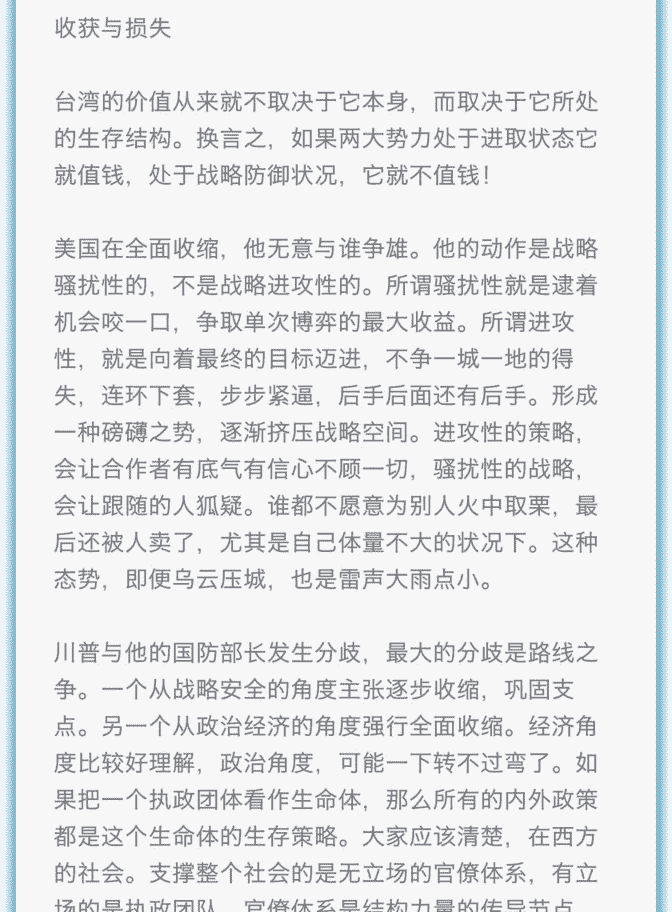 收获与损失
台湾的价值从来就不取决于它本身，而取决于它所处
的生存结构。换言之，如果两大势力处于进取状态它
就值钱，处于战略防御状况，它就不值钱！
美国在全面收缩，他无意与谁争雄。他的动作是战略
骚扰性的，不是战略进攻性的。所谓骚扰性就是逮着
机会咬一口，争取单次博弈的最大收益。所谓进攻
性，就是向着最终的目标迈进，不争一城一地的得
失，连环下套，步步紧逼，后手后面还有后手。形成
一种磅礴之势，逐渐挤压战略空间。进攻性的策略，
会让合作者有底气有信心不顾一切，骚扰性的战略，
会让跟随的人狐疑。谁都不愿意为别人火中取栗，最
后还被人卖了，尤其是自己体量不大的状况下。这种
态势，即便乌云压城，也是雷声大雨点小。
川普与他的国防部长发生分歧，最大的分歧是路线之
争。一个从战略安全的角度主张逐步收缩，巩固支
点。另一个从政治经济的角度强行全面收缩。经济角
度比较好理解，政治角度，可能一下转不过弯了。如
果把一个执政团体看作生命体，那么所有的内外政策
都是这个生命体的生存策略。大家应该清楚，在西方
的社会。支撑整个社会的是无立场的官僚体系，有立
场的是执政团队。官僚体系是结构力量的传导节点